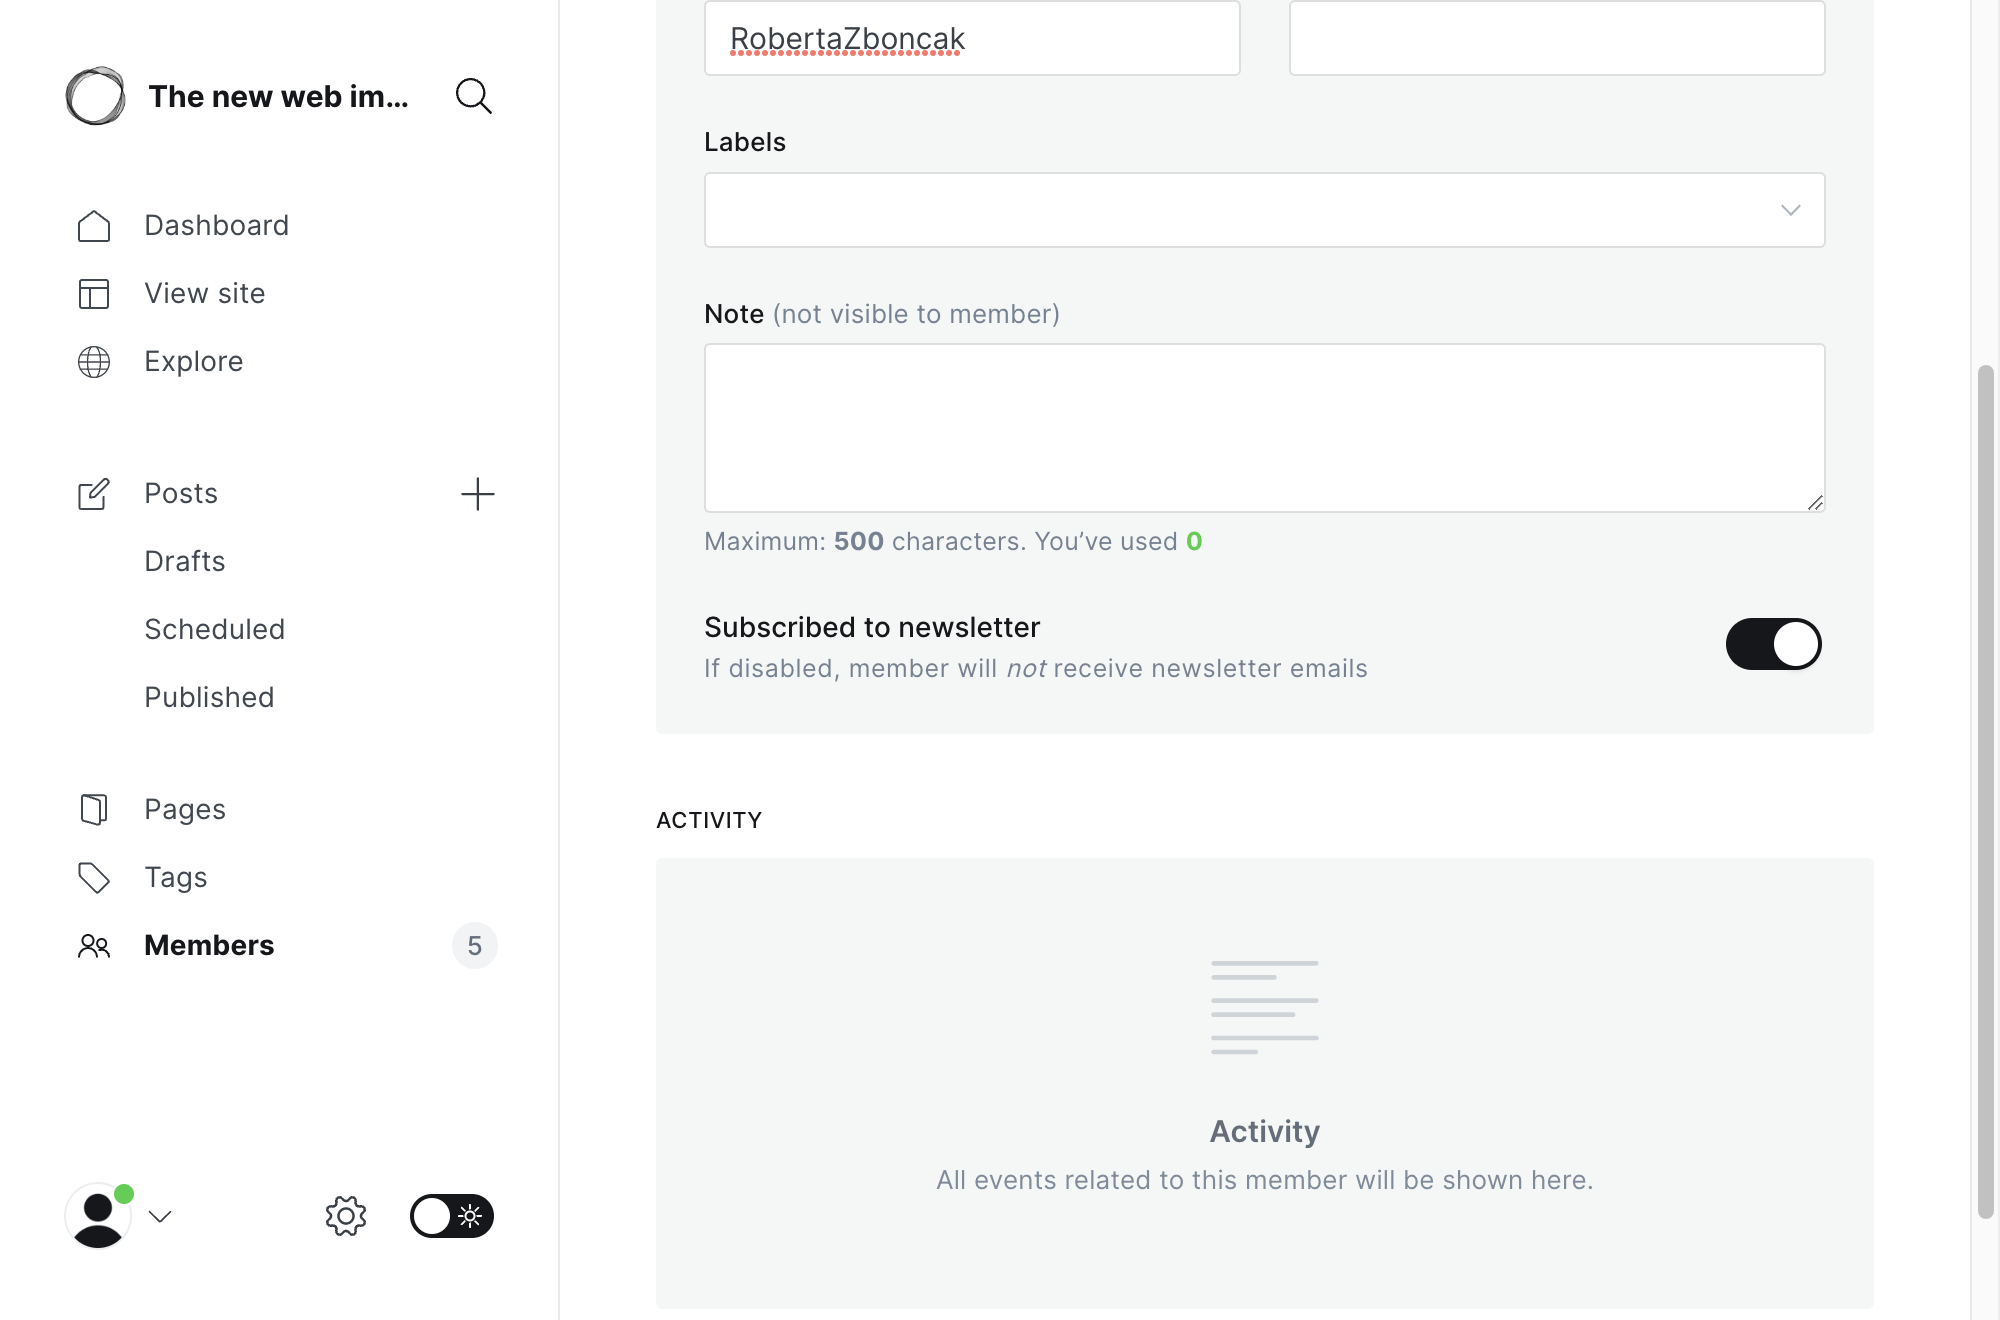 The new web im...
Dashboard
View site
Explore
Posts
Drafts
Scheduled
Published
Pages
Tags
Members
5
RobertaZboncak
Labels
Note (not visible to member)
Maximum: 500 characters. You’ve used 0
Subscribed to newsletter
If disabled, member will not receive newsletter emails
ACTIVITY
Activity
All events related to this member will be shown here.